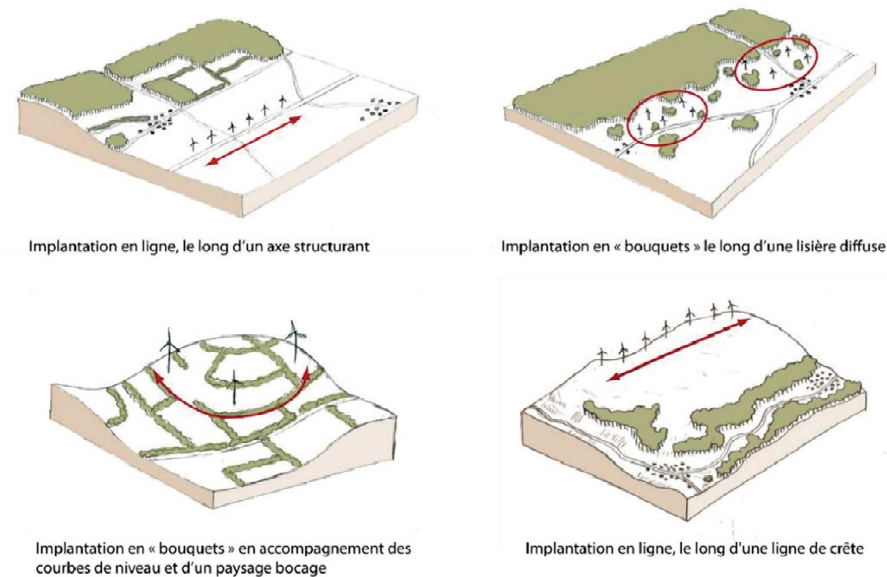 Implantation en ligne, le long d'un axe structurant
Implantation en « bouquets » le long d'une lisière diffuse
Implantation en « bouquets » en accompagnement des
courbes de niveau et d'un paysage bocage
Implantation en ligne, le long d'une ligne de crête